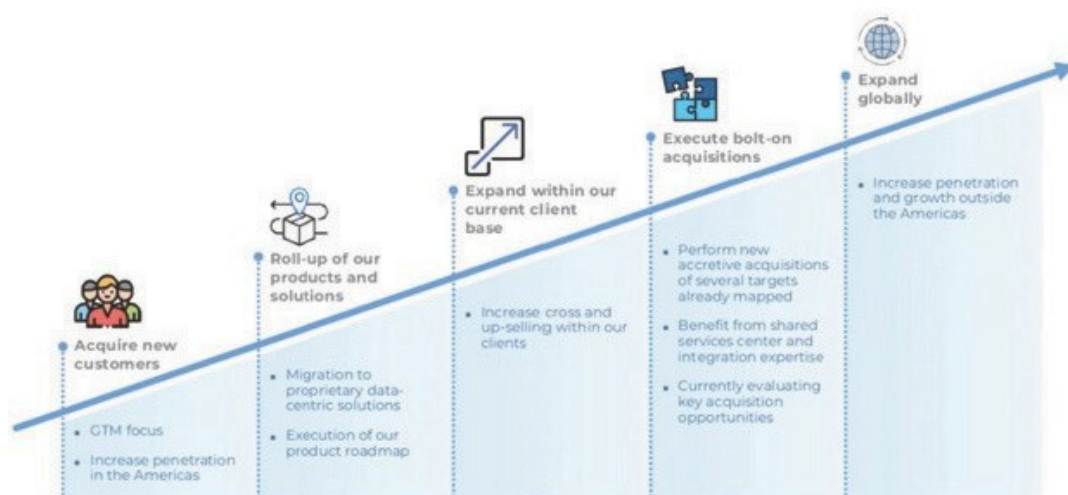 Acquire new
customers
▪ GTM focus
▪ Increase penetration
in the Americas
Roll-up of our
products and
solutions
▪ Migration to
proprietary data-
centric solutions
▪ Execution of our
product roadmap
Expand within our
current client
base
▪ Increase cross and
up-selling within our
clients
Execute bolt-on
acquisitions
▪ Perform new
accretive acquisitions
of several targets
already mapped
▪ Benefit from shared
services center and
integration expertise
▪ Currently evaluating
key acquisition
opportunities
Expand
globally
▪ Increase penetration
and growth outside
the Americas